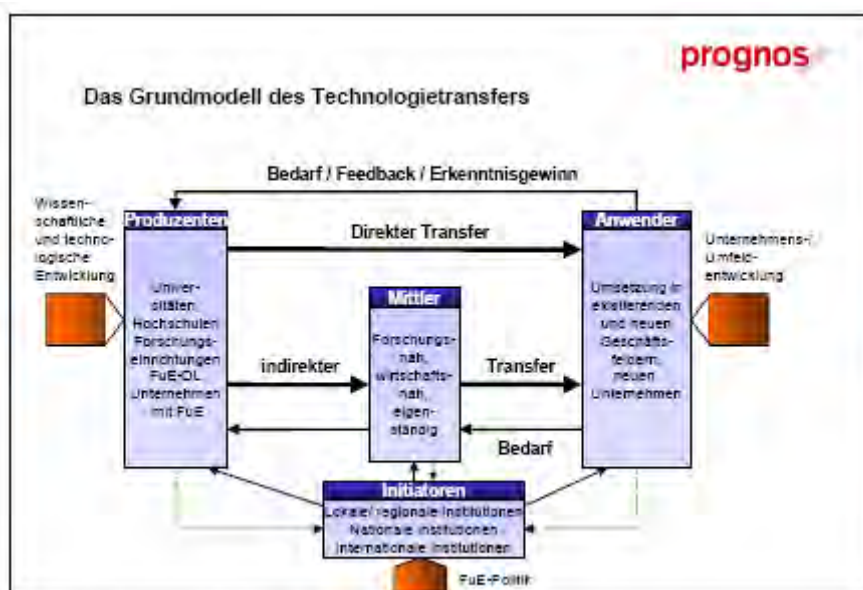 prognos
Das Grundmodell des Technologietransfers
Bedarf / Feedback / Erkenntnisgewinn
Wissen-
schaftliche
und techno-
logische
Entwicklung
Produzenten
Univer-
sitäten
Hochschulen
Forschungs-
einrichtungen
FuE-DL
Unternehmen
mit FuE
Direkter Transfer
indirekter
Mittler
Forschungs-
nah,
wirtschafts-
nah,
eigen-
ständig
Transfer
Bedarf
Anwender
Umsetzung in
existierenden
und neuen
Geschäfts-
feldern,
neuen
Unternehmen
Unternehmens-/
Umfeld-
entwicklung
Initiatoren
Lokale/ regionale Institutionen
Nationale Institutionen
Internationale Institutionen
FuE-Politik